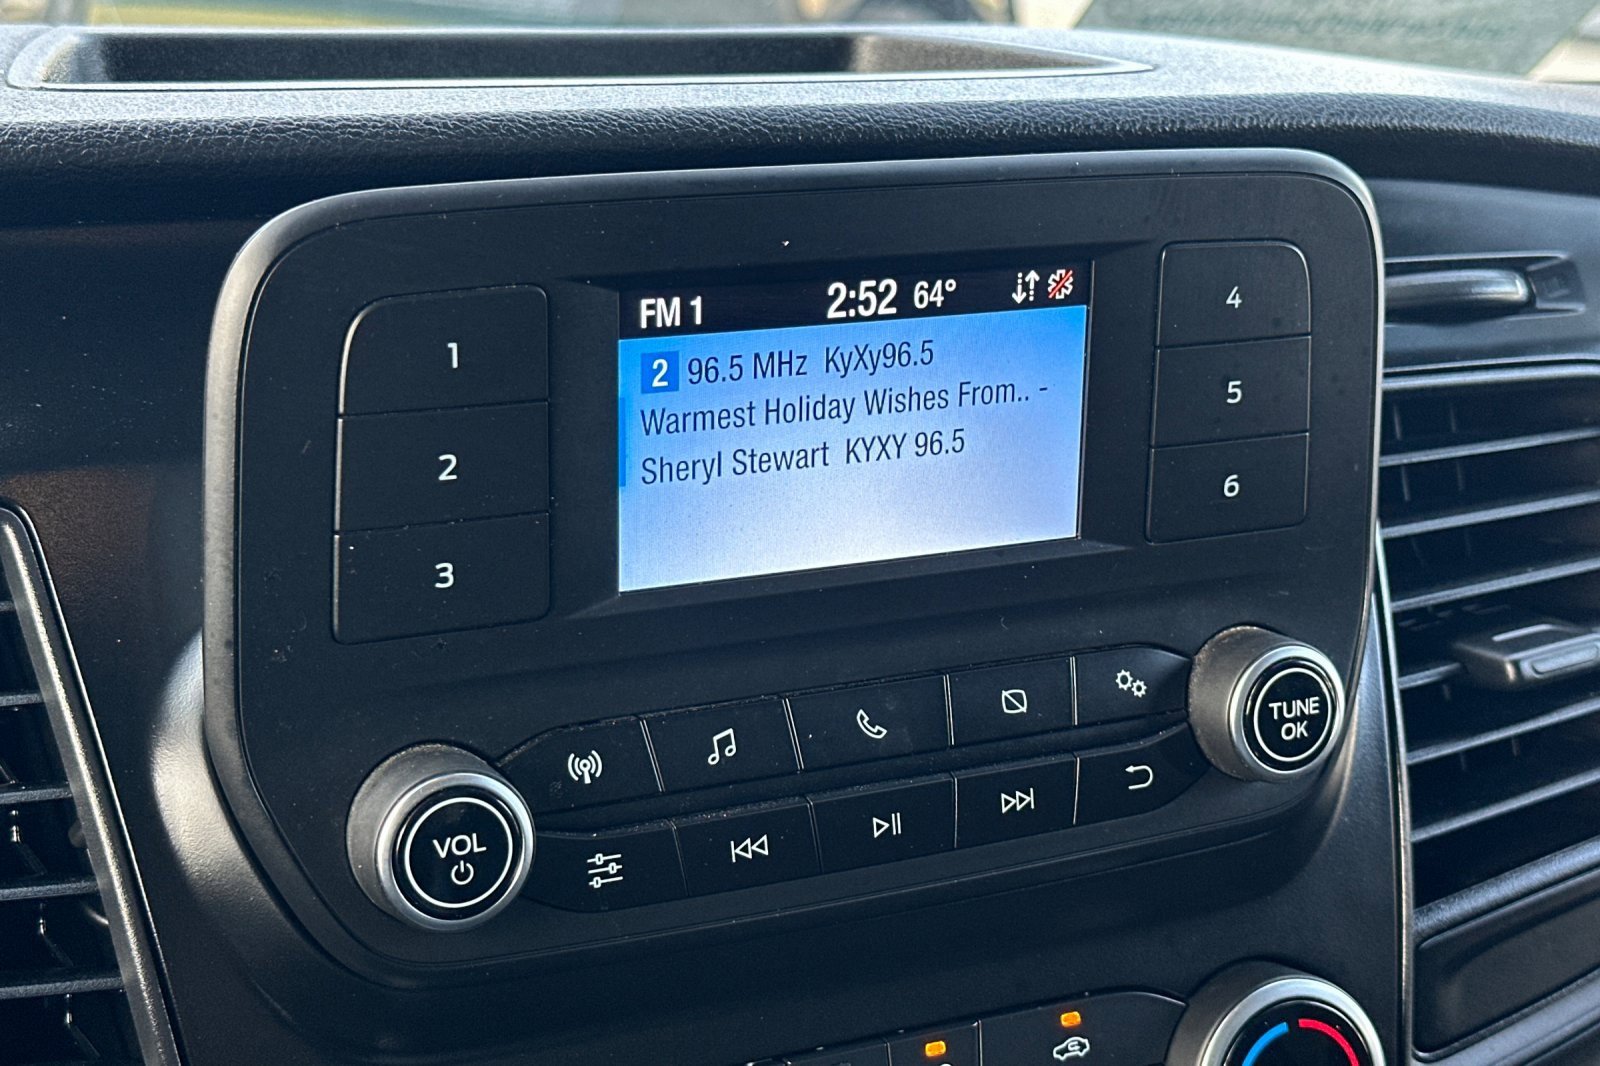 FM 1 2:52 64°
2 96.5 MHz KyXy96.5
Warmest Holiday Wishes From.. -
Sheryl Stewart KYXY 96.5
1
2
3
4
5
6
VOL
TUNE
OK